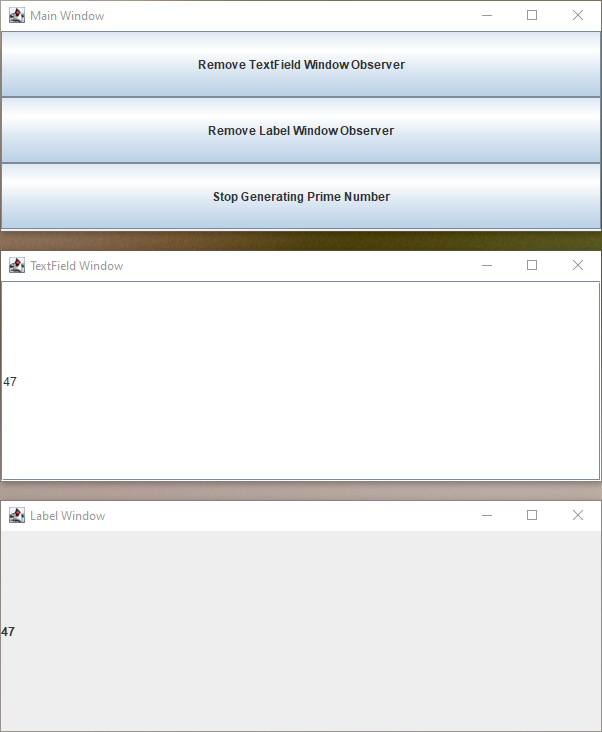 Main Window
Remove TextField Window Observer
Remove Label Window Observer
Stop Generating Prime Number
TextField Window
47
Label Window
47